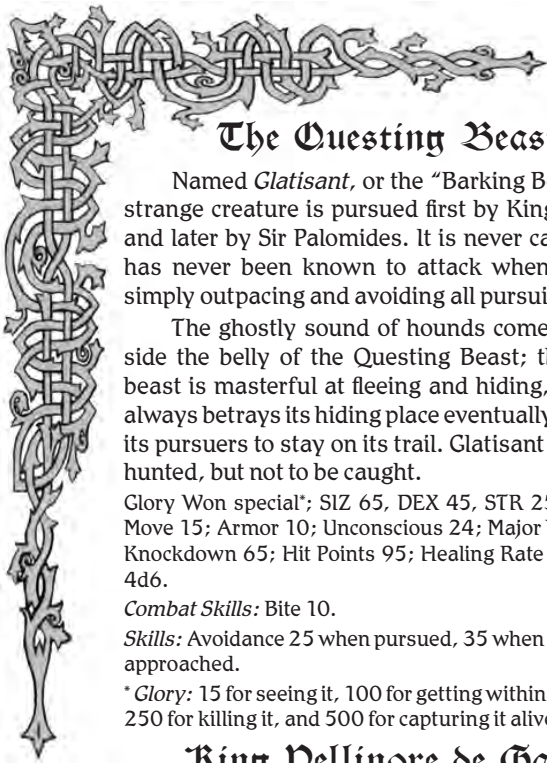 The Questing Beas
Named Glatisant, or the "Barking B
strange creature is pursued first by King
and later by Sir Palomides. It is never ca
has never been known to attack when
simply outpacing and avoiding all pursui
The ghostly sound of hounds come
side the belly of the Questing Beast; th
beast is masterful at fleeing and hiding,
always betrays its hiding place eventually
its pursuers to stay on its trail. Glatisant
hunted, but not to be caught.
Glory Won special*; SIZ 65, DEX 45, STR 25
Move 15; Armor 10; Unconscious 24; Major
Knockdown 65; Hit Points 95; Healing Rate
4d6.
Combat Skills: Bite 10.
Skills: Avoidance 25 when pursued, 35 when
approached.
* Glory: 15 for seeing it, 100 for getting within
250 for killing it, and 500 for capturing it alive
King Pellinore de Ga